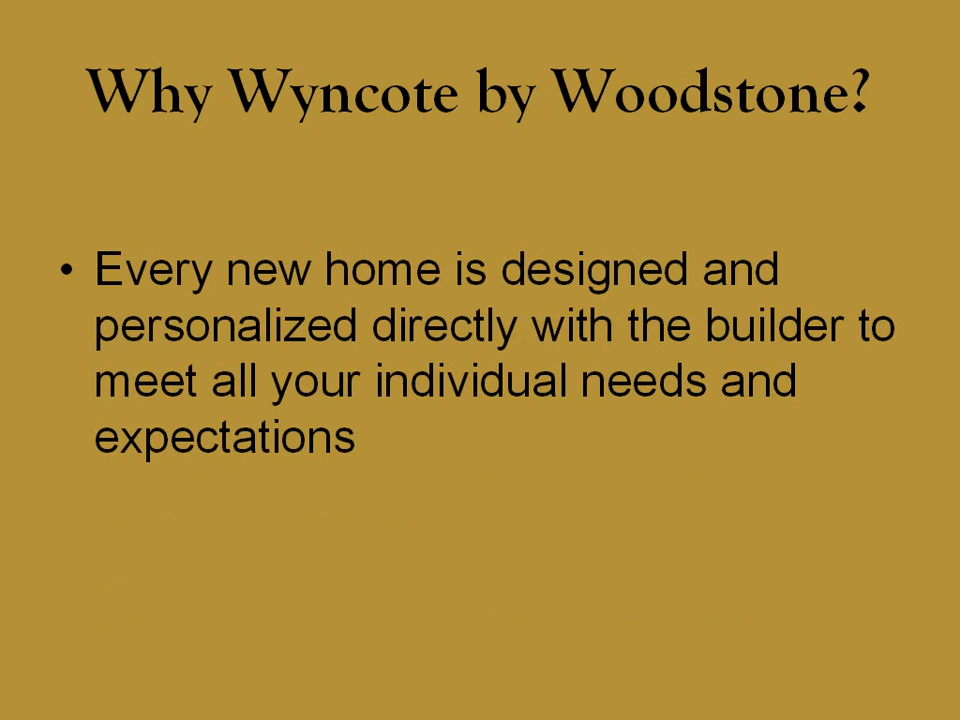 Why Wyncote by Woodstone?
• Every new home is designed and
personalized directly with the builder to
meet all your individual needs and
expectations